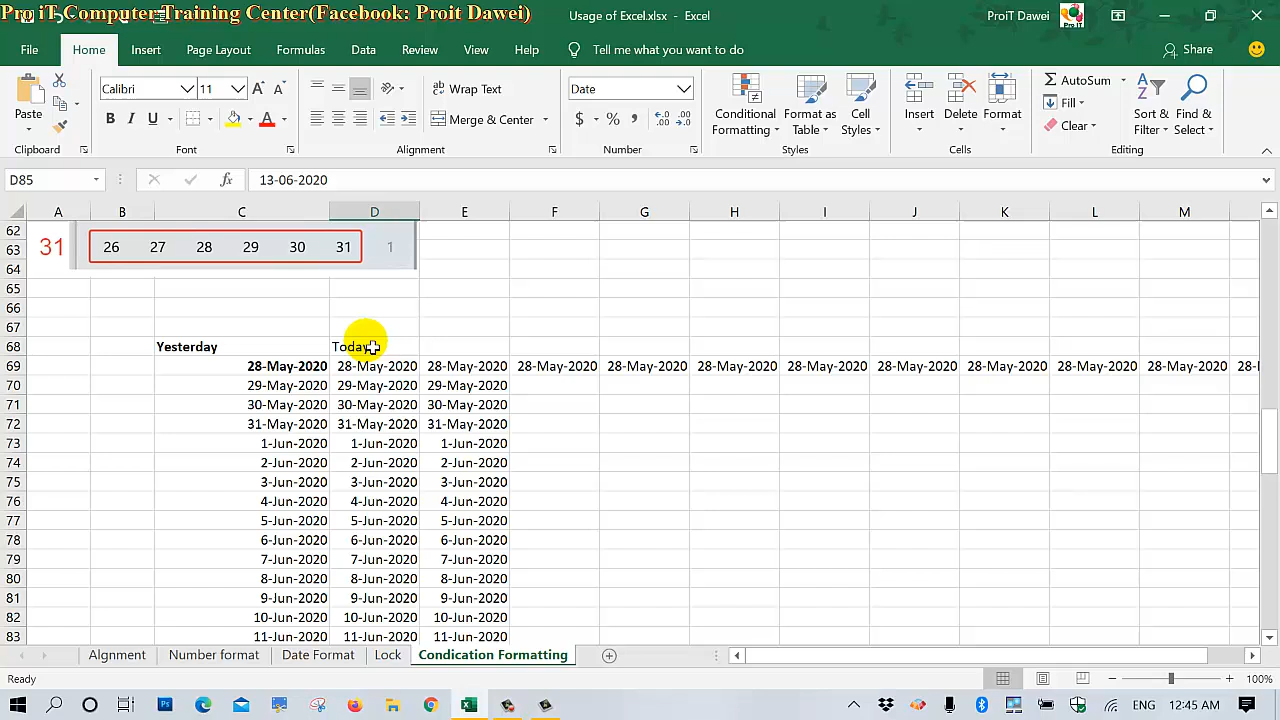 Pro iT Computer Training Center(Facebook: Proit Dawei)
Usage of Excel.xlsx - Excel
ProiT Dawei
Pro IT
File Home Insert Page Layout Formulas Data Review View Help Tell me what you want to do Share
Calibri 11 Wrap Text Date AutoSum
Paste B I U Merge & Center $ % , Conditional Formatting Format as Table Cell Styles Insert Delete Format Fill Clear Sort & Filter Find & Select
Clipboard Font Alignment Number Styles Cells Editing
D85 fx 13-06-2020
A B C D E F G H I J K L M
62
63 31 26 27 28 29 30 31 1
64
65
66
67
68 Yesterday Today
69 28-May-2020 28-May-2020 28-May-2020 28-May-2020 28-May-2020 28-May-2020 28-May-2020 28-May-2020 28-May-2020 28-May-2020 28-May-2020 28-
70 29-May-2020 29-May-2020 29-May-2020
71 30-May-2020 30-May-2020 30-May-2020
72 31-May-2020 31-May-2020 31-May-2020
73 1-Jun-2020 1-Jun-2020 1-Jun-2020
74 2-Jun-2020 2-Jun-2020 2-Jun-2020
75 3-Jun-2020 3-Jun-2020 3-Jun-2020
76 4-Jun-2020 4-Jun-2020 4-Jun-2020
77 5-Jun-2020 5-Jun-2020 5-Jun-2020
78 6-Jun-2020 6-Jun-2020 6-Jun-2020
79 7-Jun-2020 7-Jun-2020 7-Jun-2020
80 8-Jun-2020 8-Jun-2020 8-Jun-2020
81 9-Jun-2020 9-Jun-2020 9-Jun-2020
82 10-Jun-2020 10-Jun-2020 10-Jun-2020
83 11-Jun-2020 11-Jun-2020 11-Jun-2020
Algnment Number format Date Format Lock Condication Formatting
Ready 100%
ENG 12:45 AM